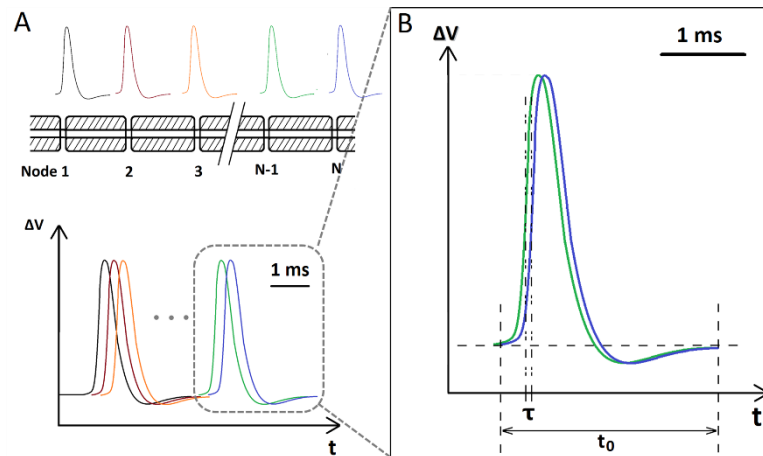 A
Node 1 2 3 N-1 N
ΔV
1 ms
t
B
ΔV
1 ms
τ
t
t0